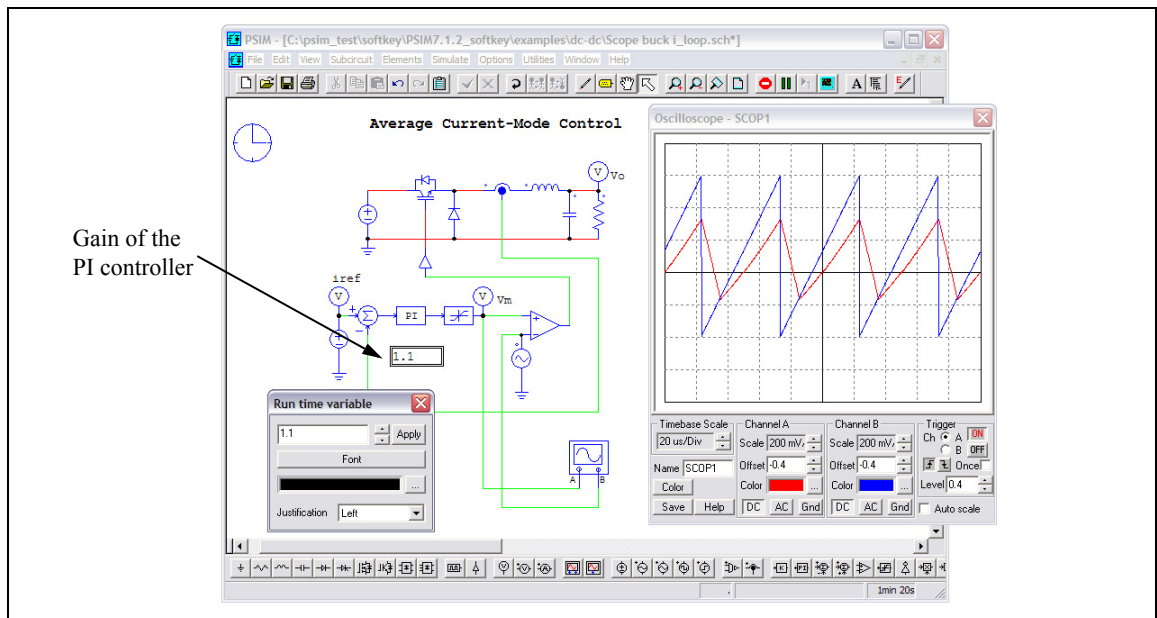 PSIM - [C:\psim_test\softkey\PSIM7.1.2_softkey\examples\dc-dc\Scope buck i_loop.sch*]
File Edit View Subcircuit Elements Simulate Options Utilities Window Help
A
E
Average Current-Mode Control
V
Vo
Gain of the
PI controller
iref
V
V Vm
PI
1.1
Run time variable
1.1
Apply
Font
...
Justification Left
A B
Oscilloscope - SCOP1
Timebase Scale
20 us/Div
Name SCOP1
Color
Save Help
Channel A
Scale 200 mV/
Offset -0.4
Color ...
DC AC Gnd
Channel B
Scale 200 mV/
Offset -0.4
Color ...
DC AC Gnd
Trigger
Ch A ON
B OFF
Once
Level 0.4
Auto scale
1min 20s